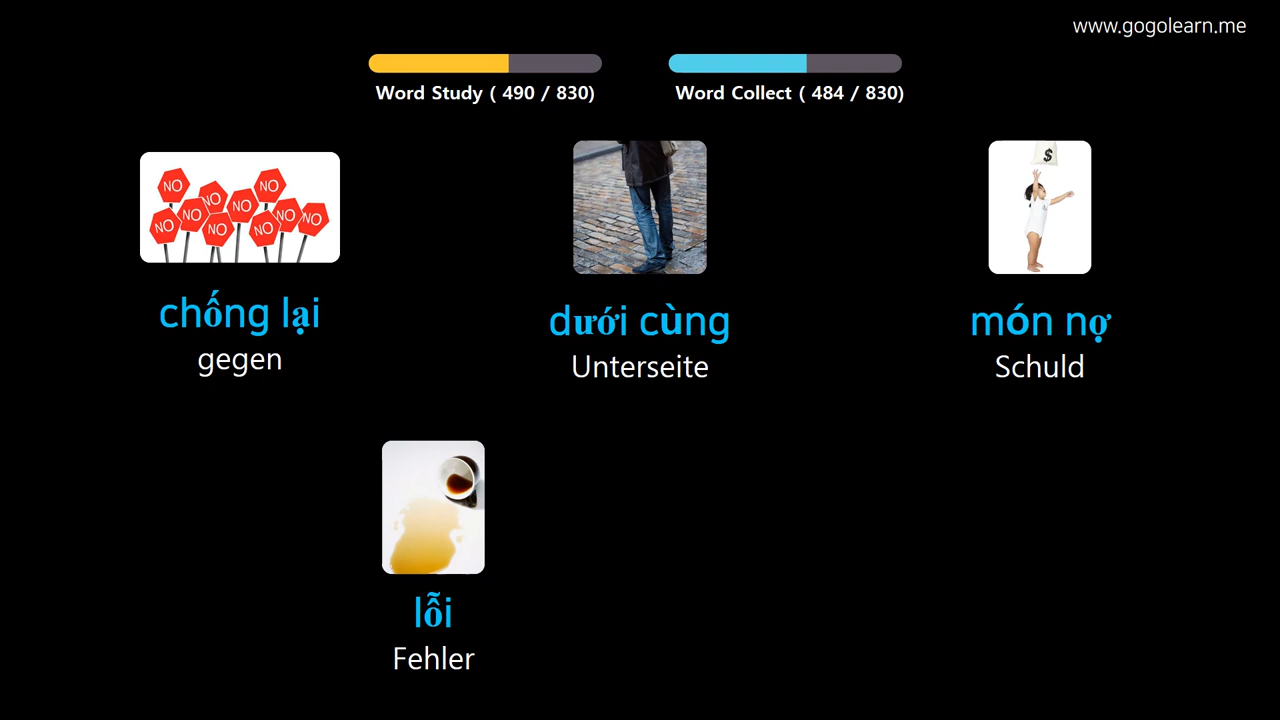 www.gogolearn.me
Word Study ( 490 / 830)
Word Collect ( 484 / 830)
NO NO NO NO NO NO NO NO NO NO
$
chống lại
gegen
dưới cùng
Unterseite
món nợ
Schuld
lỗi
Fehler